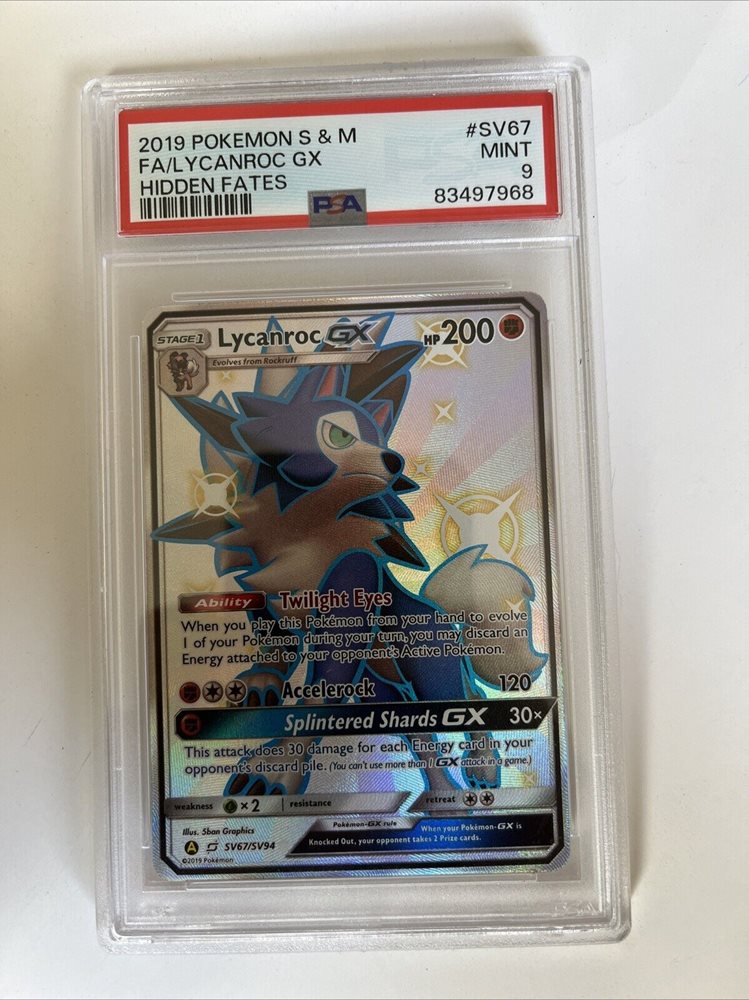 2019 POKEMON S & M #SV67
FA/LYCANROC GX MINT
HIDDEN FATES 9
PSA 83497968
STAGE 1 Lycanroc GX HP 200
Evolves from Rockruff
Ability Twilight Eyes
When you play this Pokémon from your hand to evolve
1 of your Pokémon during your turn, you may discard an
Energy attached to your opponent's Active Pokémon.
Accelerock 120
Splintered Shards GX 30×
This attack does 30 damage for each Energy card in your
opponent's discard pile. (You can't use more than 1 GX attack in a game.)
weakness ×2 resistance retreat
Illus. 5ban Graphics Pokémon-GX rule When your Pokémon-GX is
Knocked Out, your opponent takes 2 Prize cards.
A SV67/SV94
©2019 Pokémon